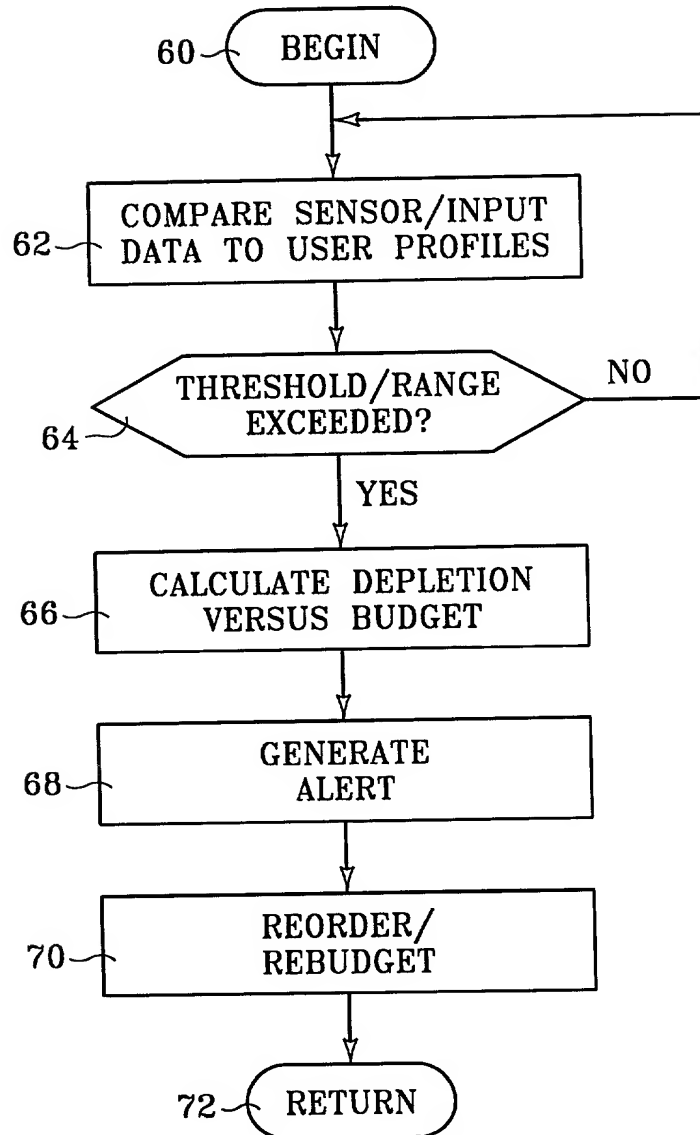 60
BEGIN
62
COMPARE SENSOR/INPUT
DATA TO USER PROFILES
64
THRESHOLD/RANGE
EXCEEDED?
NO
YES
66
CALCULATE DEPLETION
VERSUS BUDGET
68
GENERATE
ALERT
70
REORDER/
REBUDGET
72
RETURN